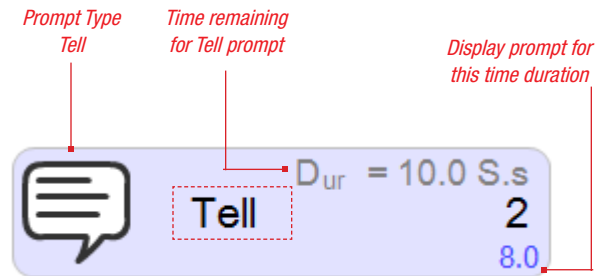 Prompt Type
Tell
Time remaining
for Tell prompt
Display prompt for
this time duration
Dur = 10.0 S.s
Tell 2
8.0